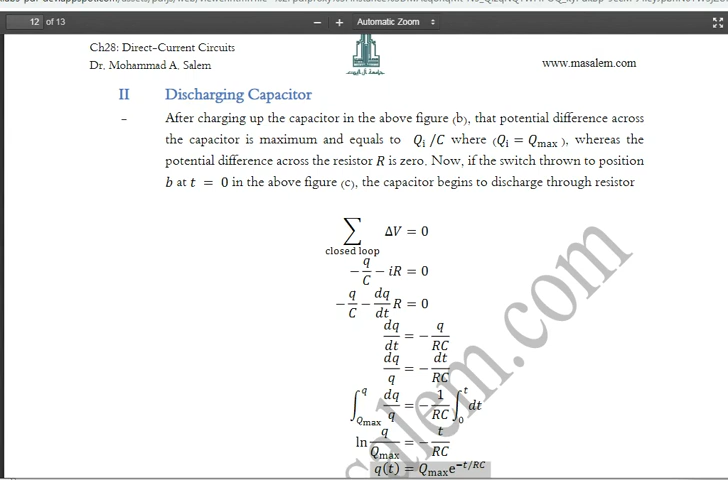 12 of 13
Automatic Zoom
Ch28: Direct-Current Circuits
Dr. Mohammad A. Salem
www.masalem.com
II Discharging Capacitor
- After charging up the capacitor in the above figure (b), that potential difference across
the capacitor is maximum and equals to Qᵢ/C where (Qᵢ = Qmax), whereas the
potential difference across the resistor R is zero. Now, if the switch thrown to position
b at t = 0 in the above figure (c), the capacitor begins to discharge through resistor
∑ ΔV = 0
closed loop
−q/C − iR = 0
−q/C − dq/dt R = 0
dq/dt = −q/RC
dq/q = −dt/RC
∫_Qmax^q dq/q = −1/RC ∫_0^t dt
ln q/Qmax = −t/RC
q(t) = Qmax e^−t/RC
masalem.com